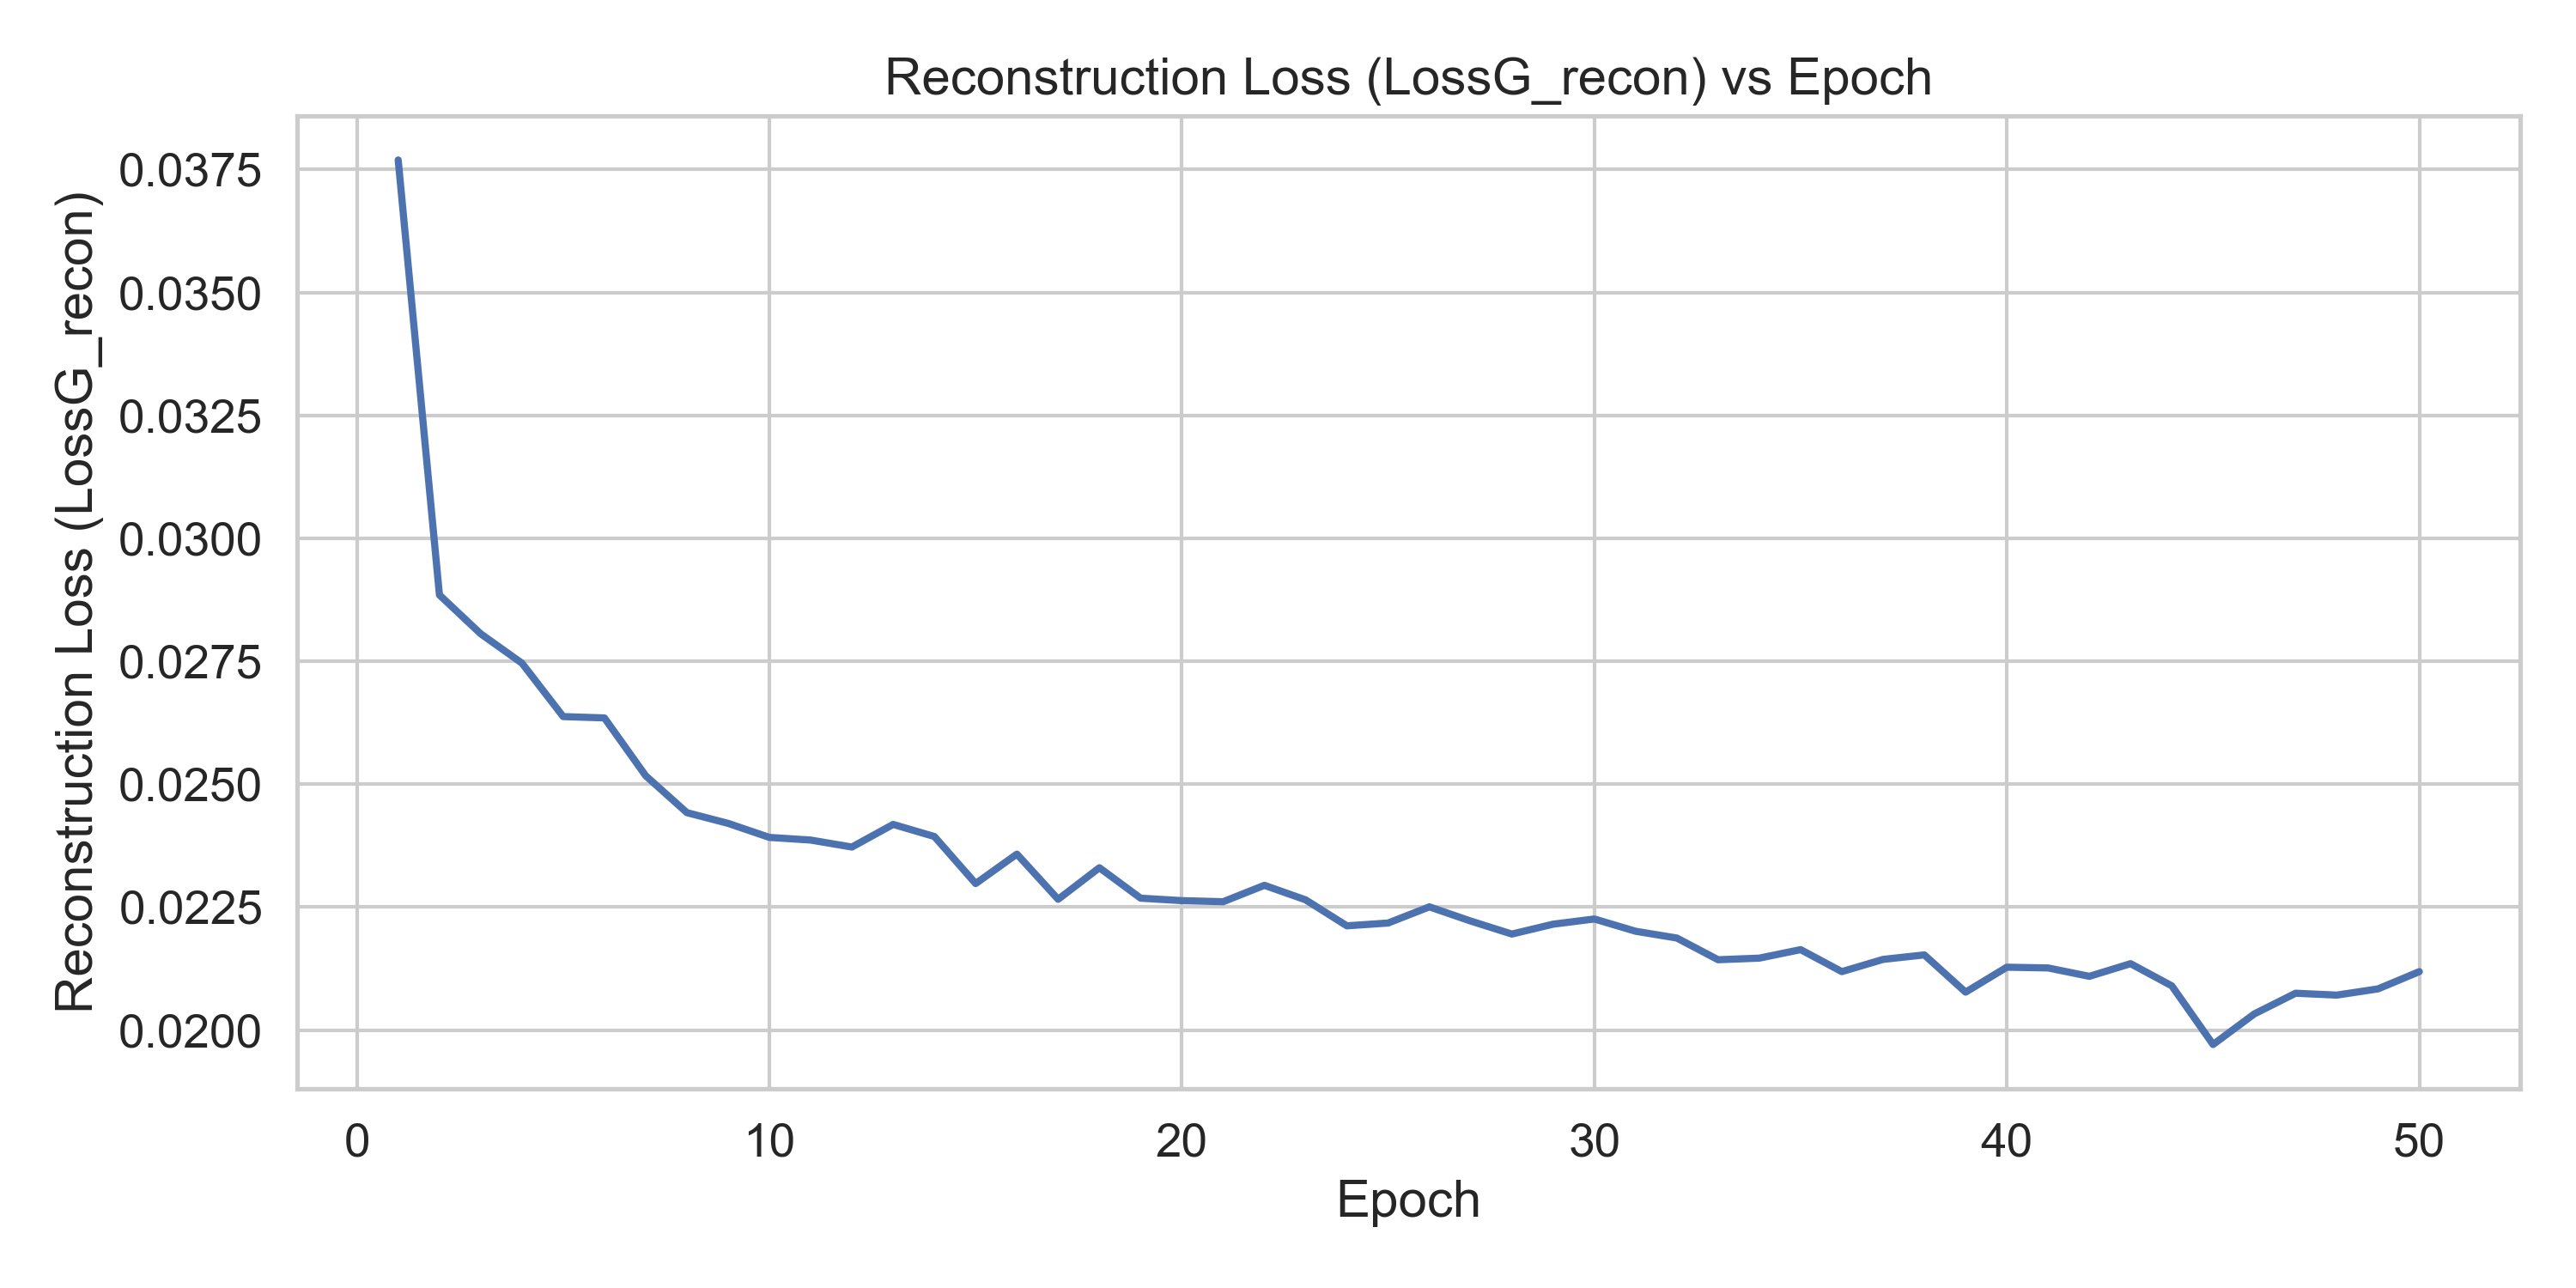 Reconstruction Loss (LossG_recon) vs Epoch
Reconstruction Loss (LossG_recon)
0.0375
0.0350
0.0325
0.0300
0.0275
0.0250
0.0225
0.0200
0 10 20 30 40 50
Epoch